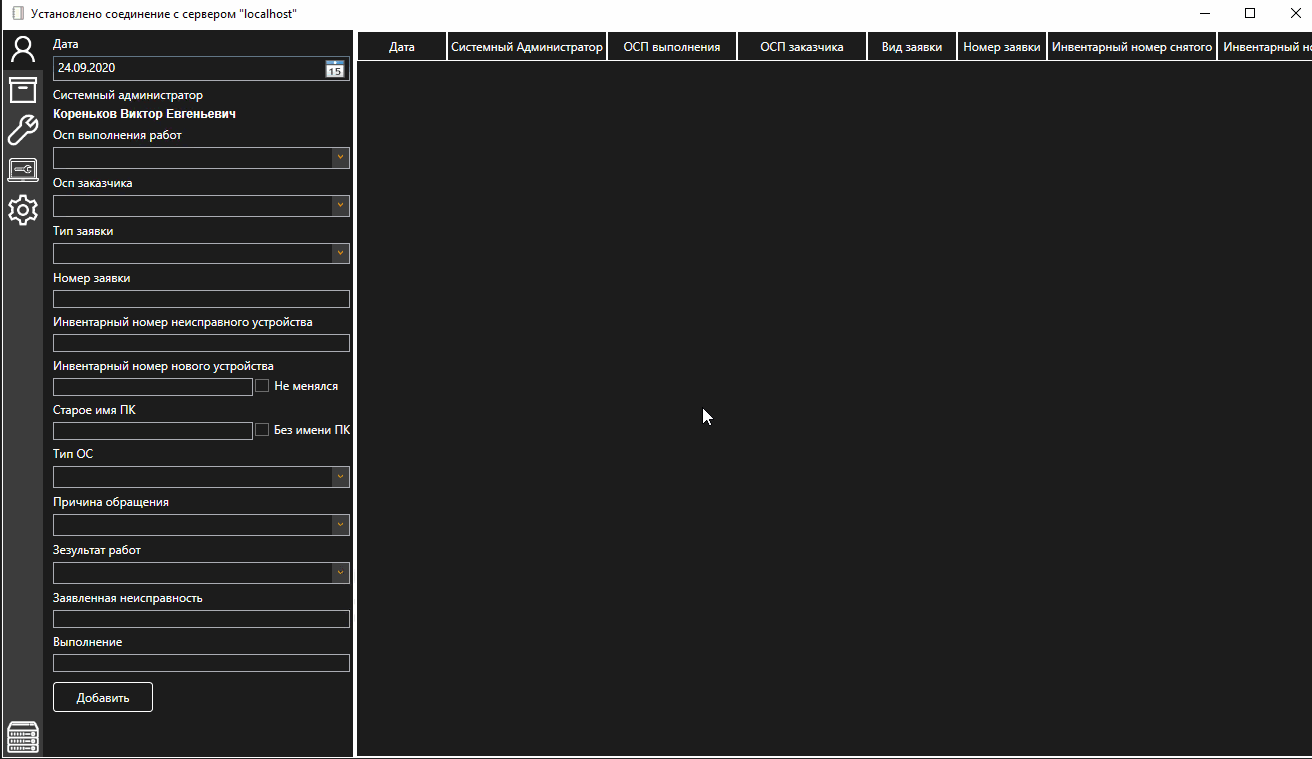 Установлено соединение с сервером "localhost"
Дата
24.09.2020
15
Системный администратор
Кореньков Виктор Евгеньевич
Осп выполнения работ
Осп заказчика
Тип заявки
Номер заявки
Инвентарный номер неисправного устройства
Инвентарный номер нового устройства
Не менялся
Старое имя ПК
Без имени ПК
Тип ОС
Причина обращения
Зезультат работ
Заявленная неисправность
Выполнение
Добавить
Дата Системный Администратор ОСП выполнения ОСП заказчика Вид заявки Номер заявки Инвентарный номер снятого Инвентарный но